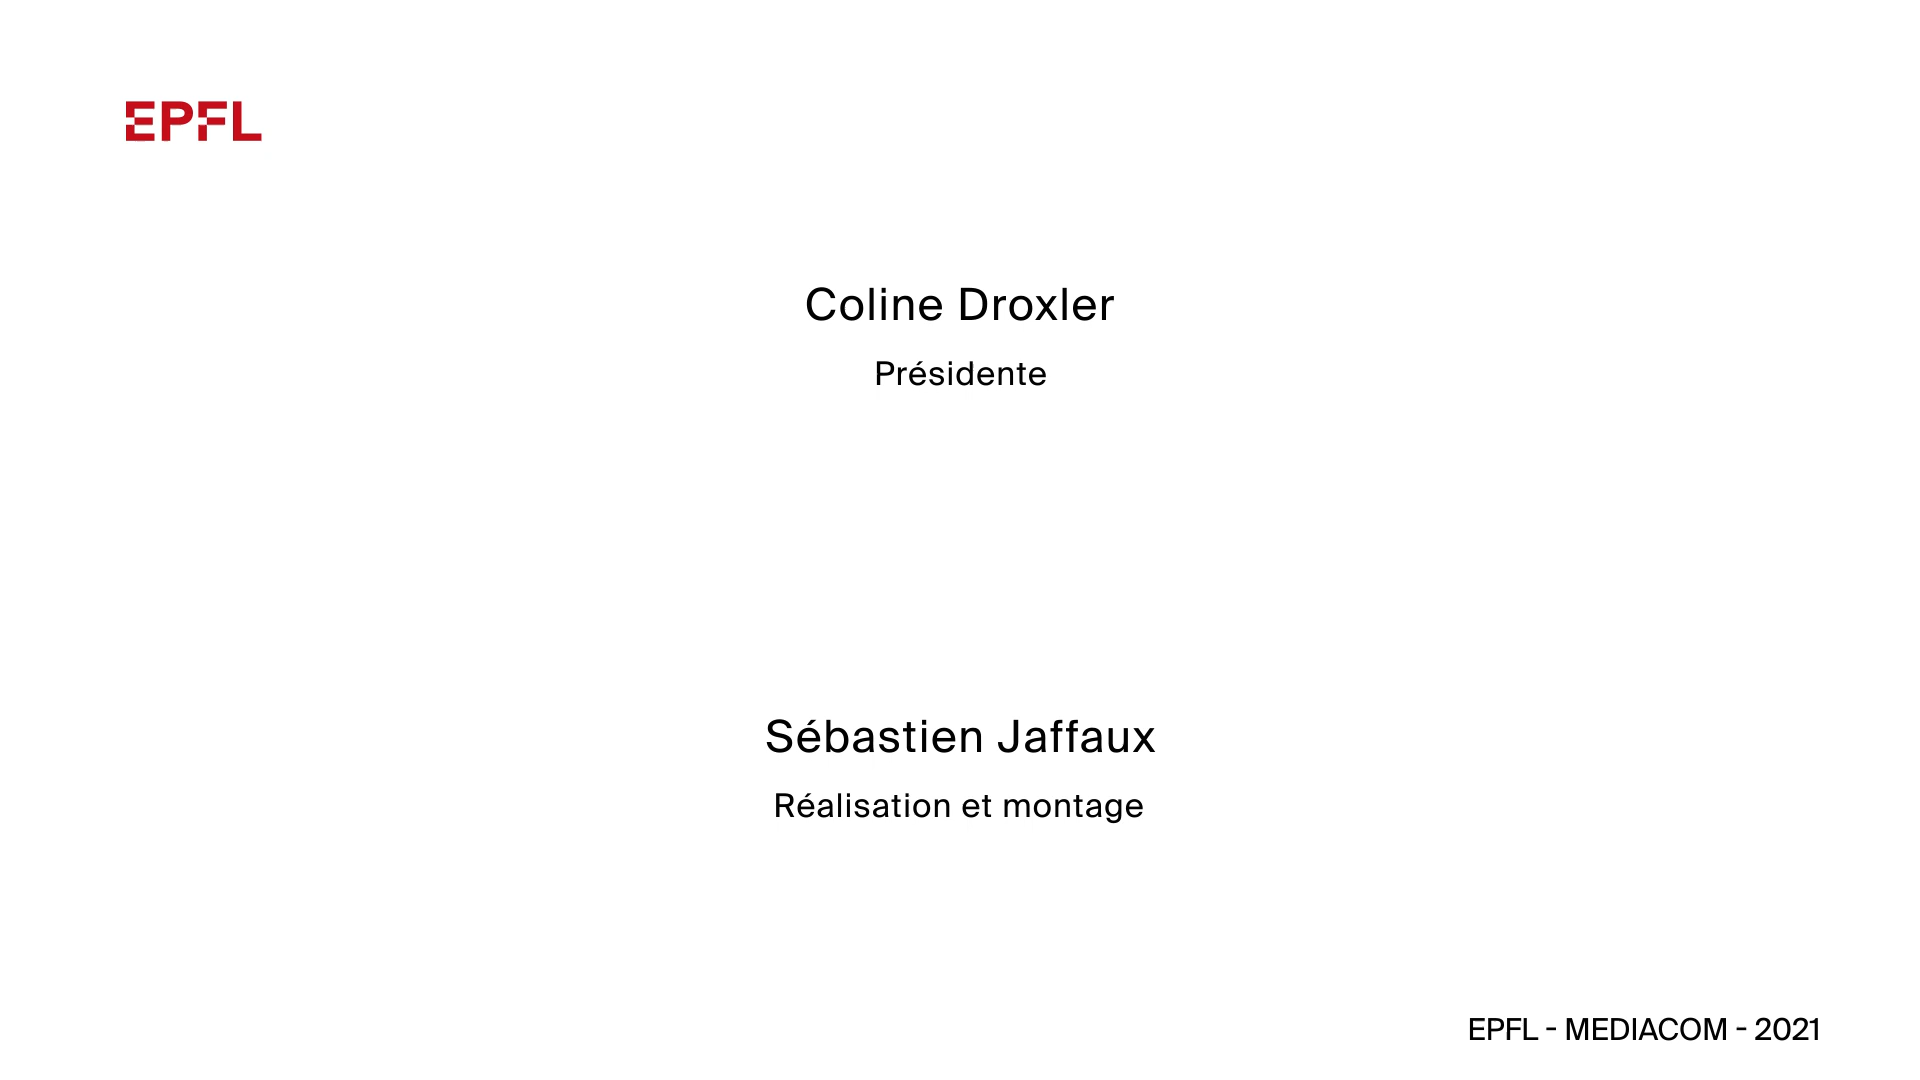 EPFL
Coline Droxler
Présidente
Sébastien Jaffaux
Réalisation et montage
EPFL - MEDIACOM - 2021